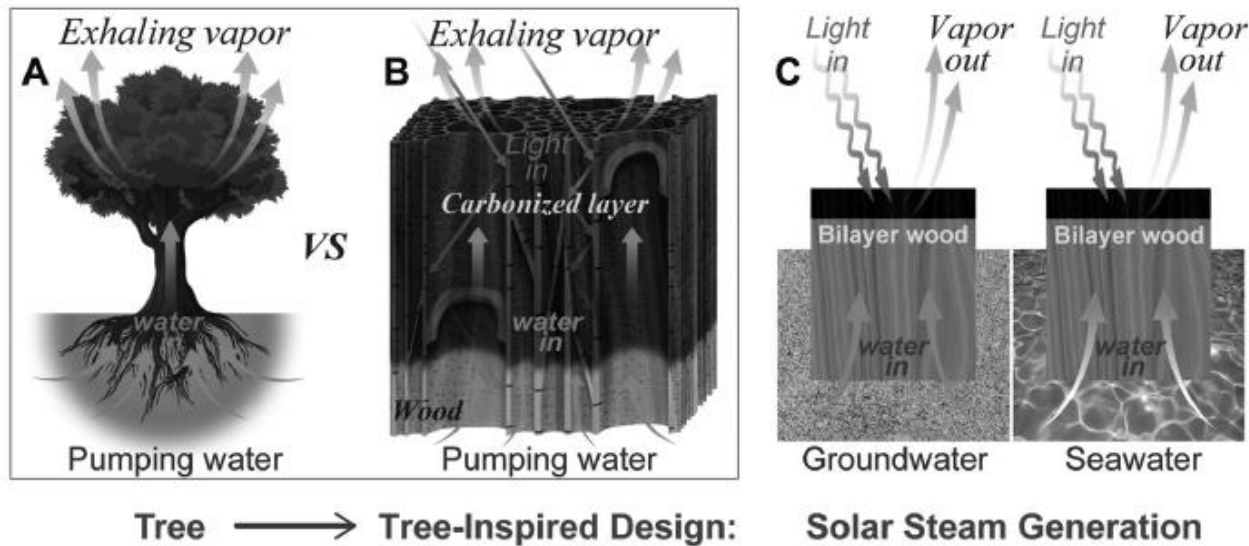 A
Exhaling vapor
water
Pumping water
VS
B
Exhaling vapor
Light
in
Carbonized layer
water
in
Wood
Pumping water
C
Light
in
Vapor
out
Bilayer wood
water
in
Groundwater
Light
in
Vapor
out
Bilayer wood
water
in
Seawater
Tree → Tree-Inspired Design: Solar Steam Generation